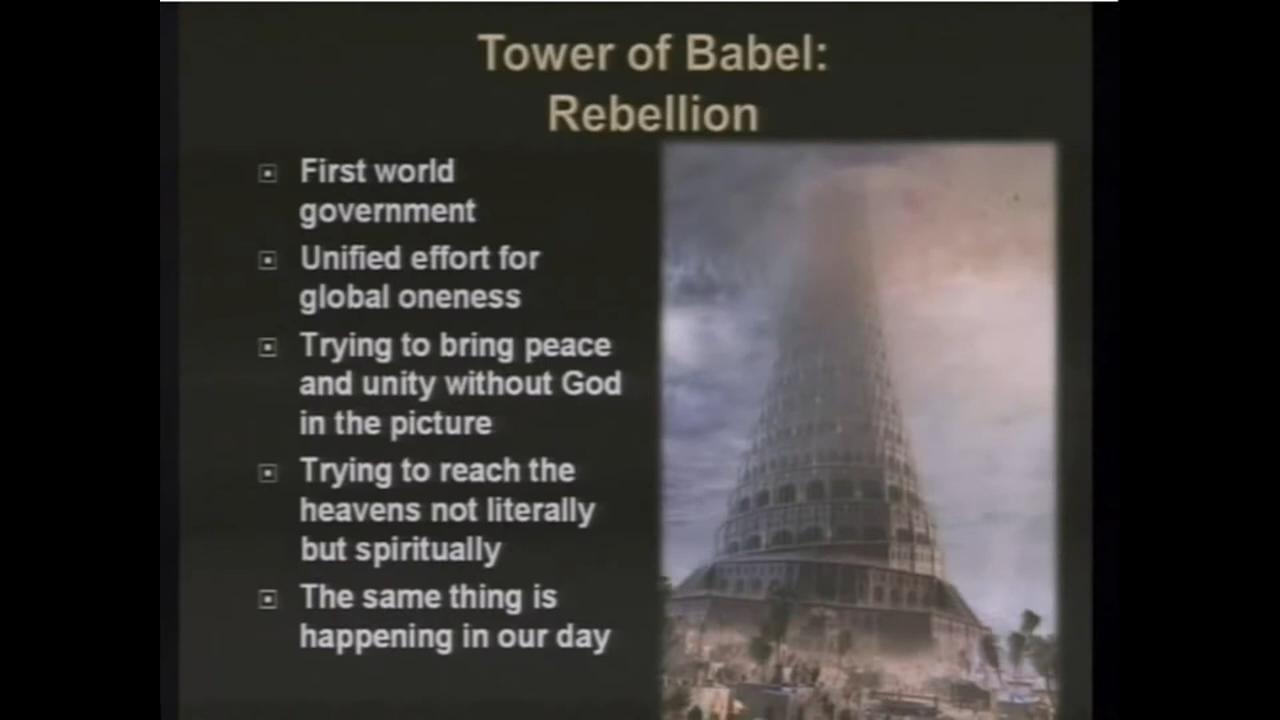 Tower of Babel:
Rebellion
First world
government
Unified effort for
global oneness
Trying to bring peace
and unity without God
in the picture
Trying to reach the
heavens not literally
but spiritually
The same thing is
happening in our day